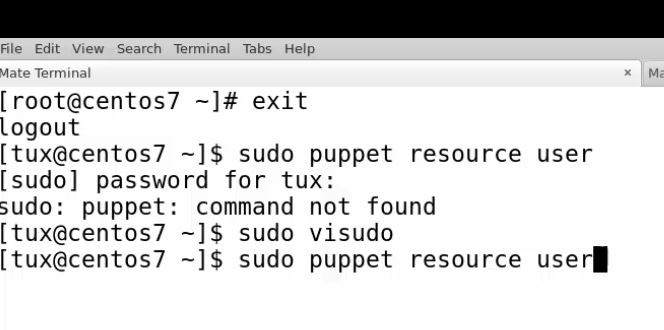 File Edit View Search Terminal Tabs Help
Mate Terminal × Ma
[root@centos7 ~]# exit
logout
[tux@centos7 ~]$ sudo puppet resource user
[sudo] password for tux:
sudo: puppet: command not found
[tux@centos7 ~]$ sudo visudo
[tux@centos7 ~]$ sudo puppet resource user